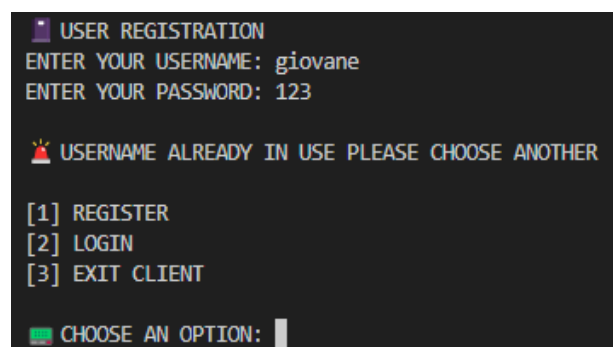 USER REGISTRATION
ENTER YOUR USERNAME: giovane
ENTER YOUR PASSWORD: 123
USERNAME ALREADY IN USE PLEASE CHOOSE ANOTHER
[1] REGISTER
[2] LOGIN
[3] EXIT CLIENT
CHOOSE AN OPTION: